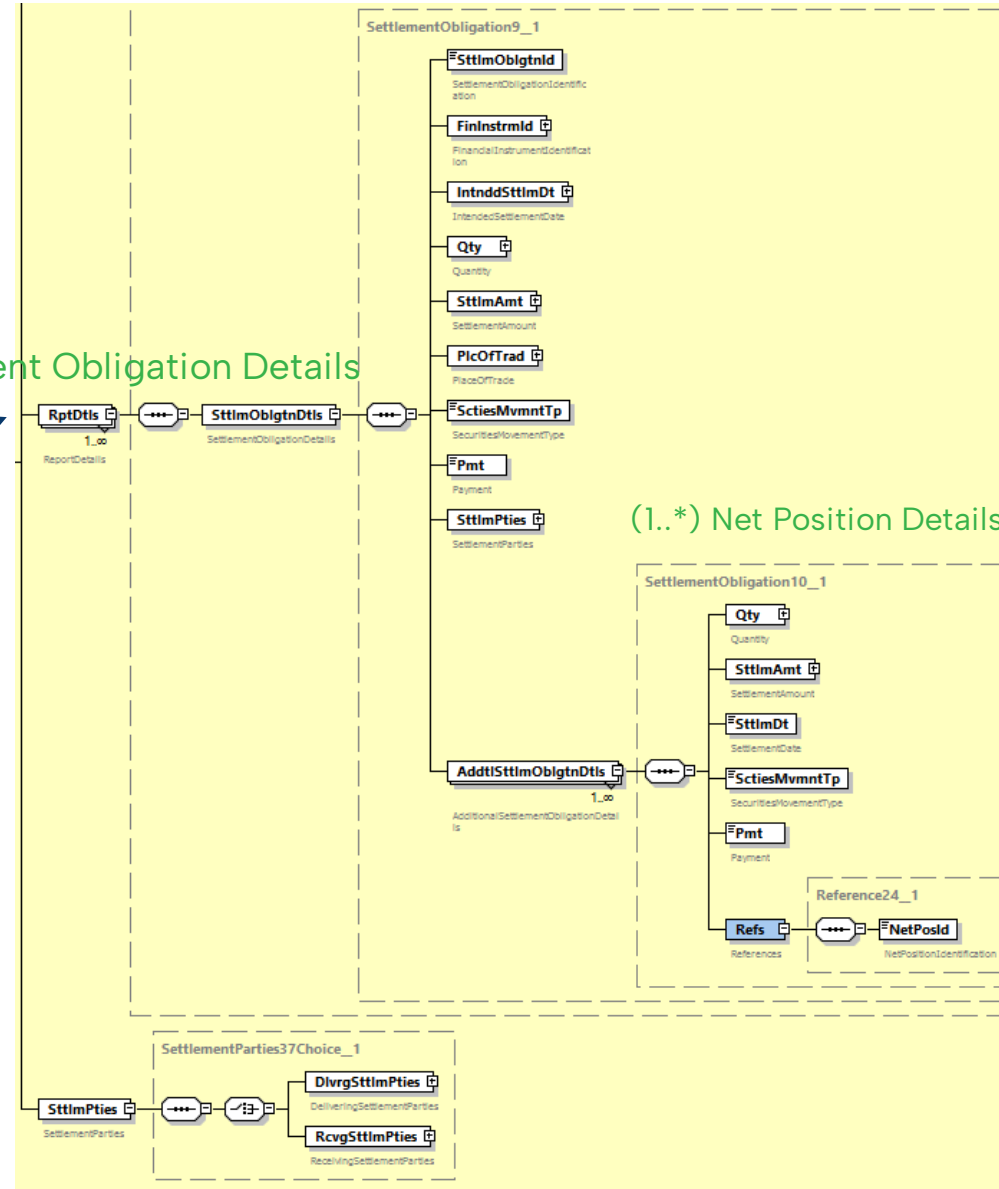 SettlementObligation9__1
SttlmOblgtnId
SettlementObligationIdentific
ation
FinInstrmId
FinancialInstrumentIdentificat
ion
IntnddSttlmDt
IntendedSettlementDate
Qty
Quantity
SttlmAmt
SettlementAmount
PlcOfTrad
PlaceOfTrade
ent Obligation Details
RptDtls
1..∞
ReportDetails
SttlmOblgtnDtls
SettlementObligationDetails
SctiesMvmntTp
SecuritiesMovementType
Pmt
Payment
SttlmPties
SettlementParties
(1..*) Net Position Details
SettlementObligation10__1
Qty
Quantity
SttlmAmt
SettlementAmount
SttlmDt
SettlementDate
AddtlSttlmOblgtnDtls
1..∞
AdditionalSettlementObligationDetai
ls
SctiesMvmntTp
SecuritiesMovementType
Pmt
Payment
Reference24__1
Refs
References
NetPosId
NetPositionIdentification
SettlementParties37Choice__1
SttlmPties
SettlementParties
DlvrgSttlmPties
DeliveringSettlementParties
RcvgSttlmPties
ReceivingSettlementParties